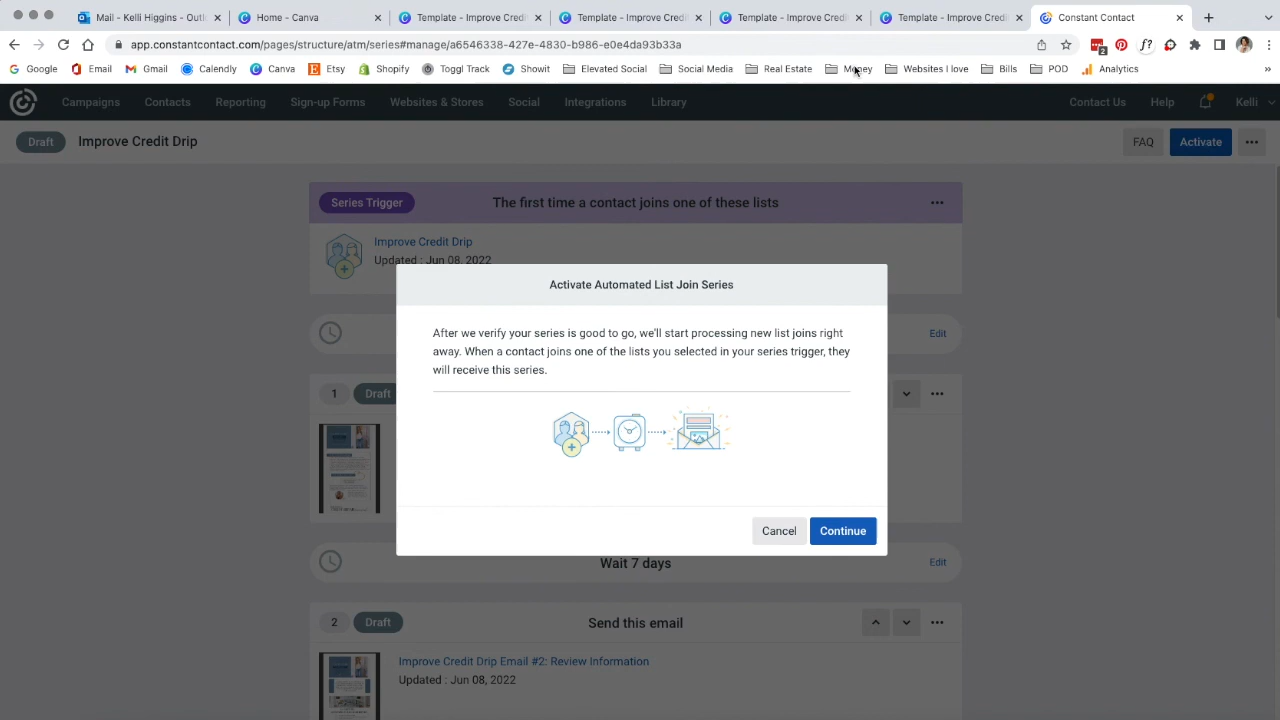 Mail - Kelli Higgins - Outl
Home - Canva
Template - Improve Credi
Template - Improve Credi
Template - Improve Credi
Template - Improve Credi
Constant Contact
app.constantcontact.com/pages/structure/atm/series#manage/a6546338-427e-4830-b986-e0e4da93b33a
2
f?
Google
Email
Gmail
Calendly
Canva
Etsy
Shopify
Toggl Track
Showit
Elevated Social
Social Media
Real Estate
Money
Websites I love
Bills
POD
Analytics
»
Campaigns
Contacts
Reporting
Sign-up Forms
Websites & Stores
Social
Integrations
Library
Contact Us
Help
Kelli
Draft
Improve Credit Drip
FAQ
Activate
Series Trigger
The first time a contact joins one of these lists
Improve Credit Drip
Updated : Jun 08, 2022
Edit
Activate Automated List Join Series
After we verify your series is good to go, we'll start processing new list joins right
away. When a contact joins one of the lists you selected in your series trigger, they
will receive this series.
Cancel
Continue
1
Draft
Wait 7 days
Edit
2
Draft
Send this email
Improve Credit Drip Email #2: Review Information
Updated : Jun 08, 2022